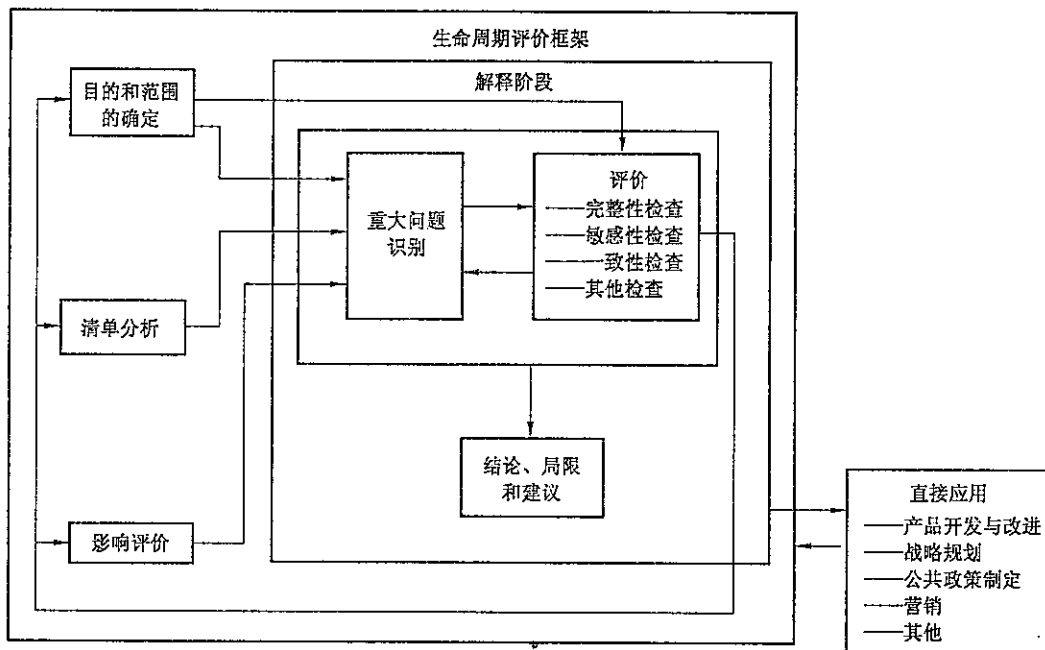 生命周期评价框架
解释阶段
目的和范围
的确定
重大问题
识别
评价
——完整性检查
——敏感性检查
——一致性检查
——其他检查
清单分析
结论、局限
和建议
影响评价
直接应用
——产品开发与改进
——战略规划
——公共政策制定
——营销
——其他